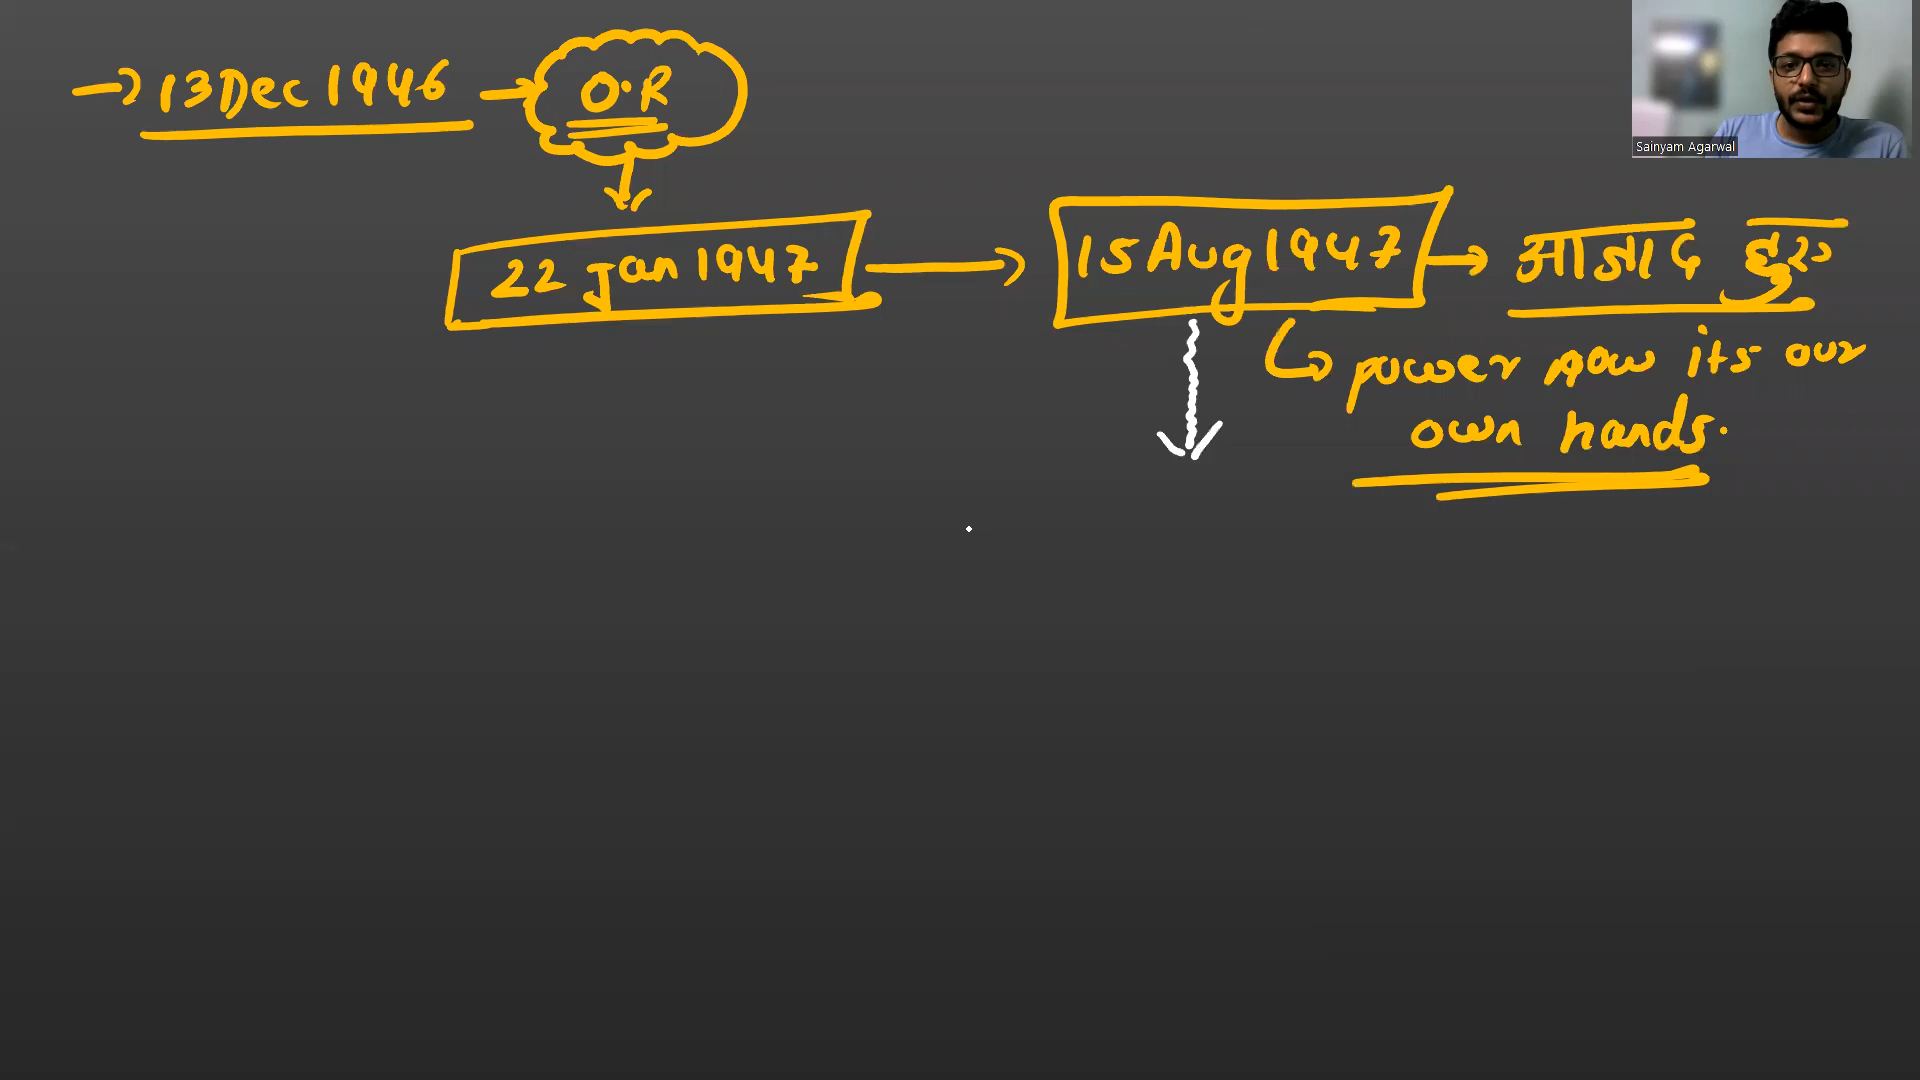 → 13 Dec 1946 → O.R
Sainyam Agarwal
22 Jan 1947 → 15 Aug 1947 → आजाद हुए
power now its our
own hands.